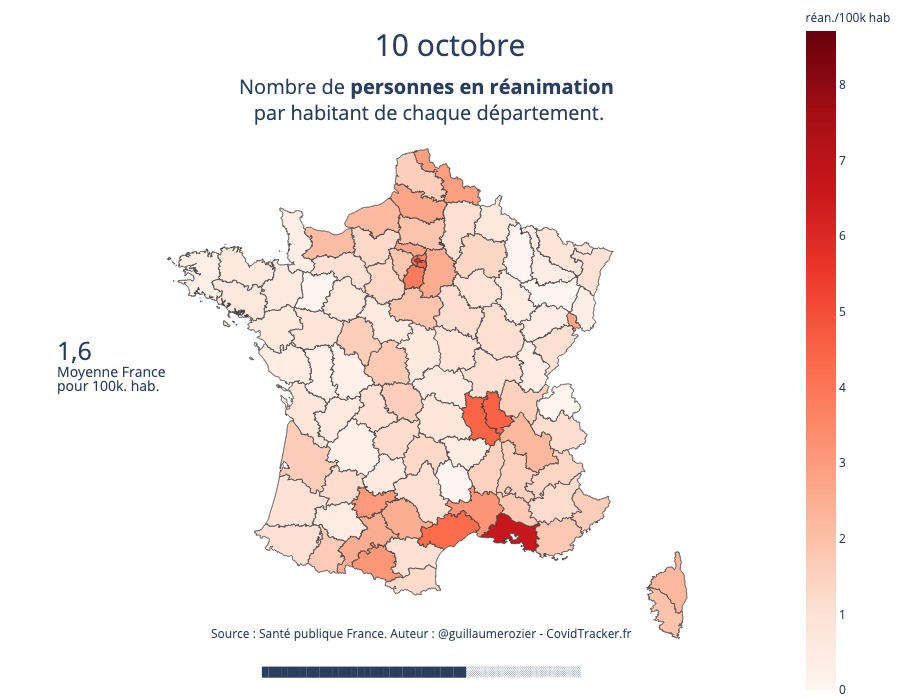 réan./100k hab
10 octobre
Nombre de personnes en réanimation
par habitant de chaque département.
8
7
6
5
4
3
2
1
0
1,6
Moyenne France
pour 100k. hab.
Source : Santé publique France. Auteur : @guillaumerozier - CovidTracker.fr